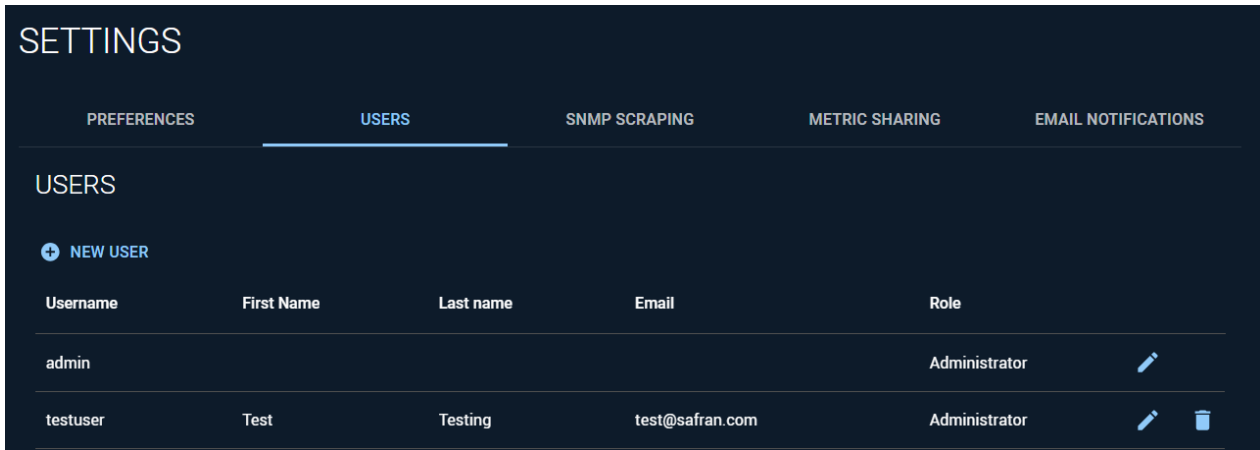 SETTINGS
PREFERENCES USERS SNMP SCRAPING METRIC SHARING EMAIL NOTIFICATIONS
USERS
NEW USER
Username First Name Last name Email Role
admin Administrator
testuser Test Testing test@safran.com Administrator